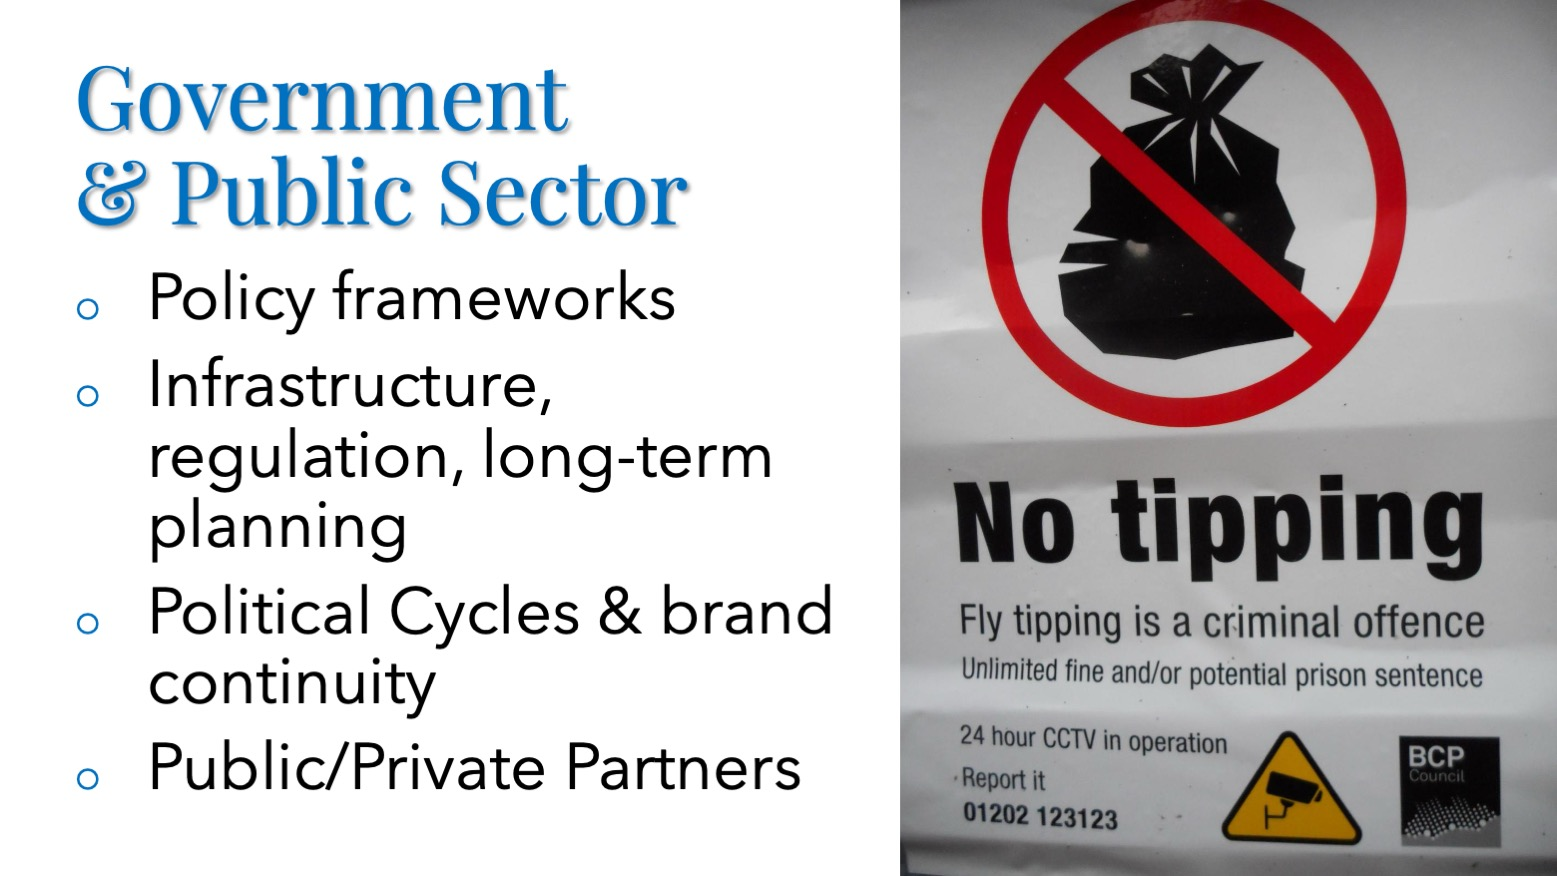 Government
& Public Sector
Policy frameworks
Infrastructure,
regulation, long-term
planning
Political Cycles & brand
continuity
Public/Private Partners
No tipping
Fly tipping is a criminal offence
Unlimited fine and/or potential prison sentence
24 hour CCTV in operation
Report it
01202 123123
BCP
Council